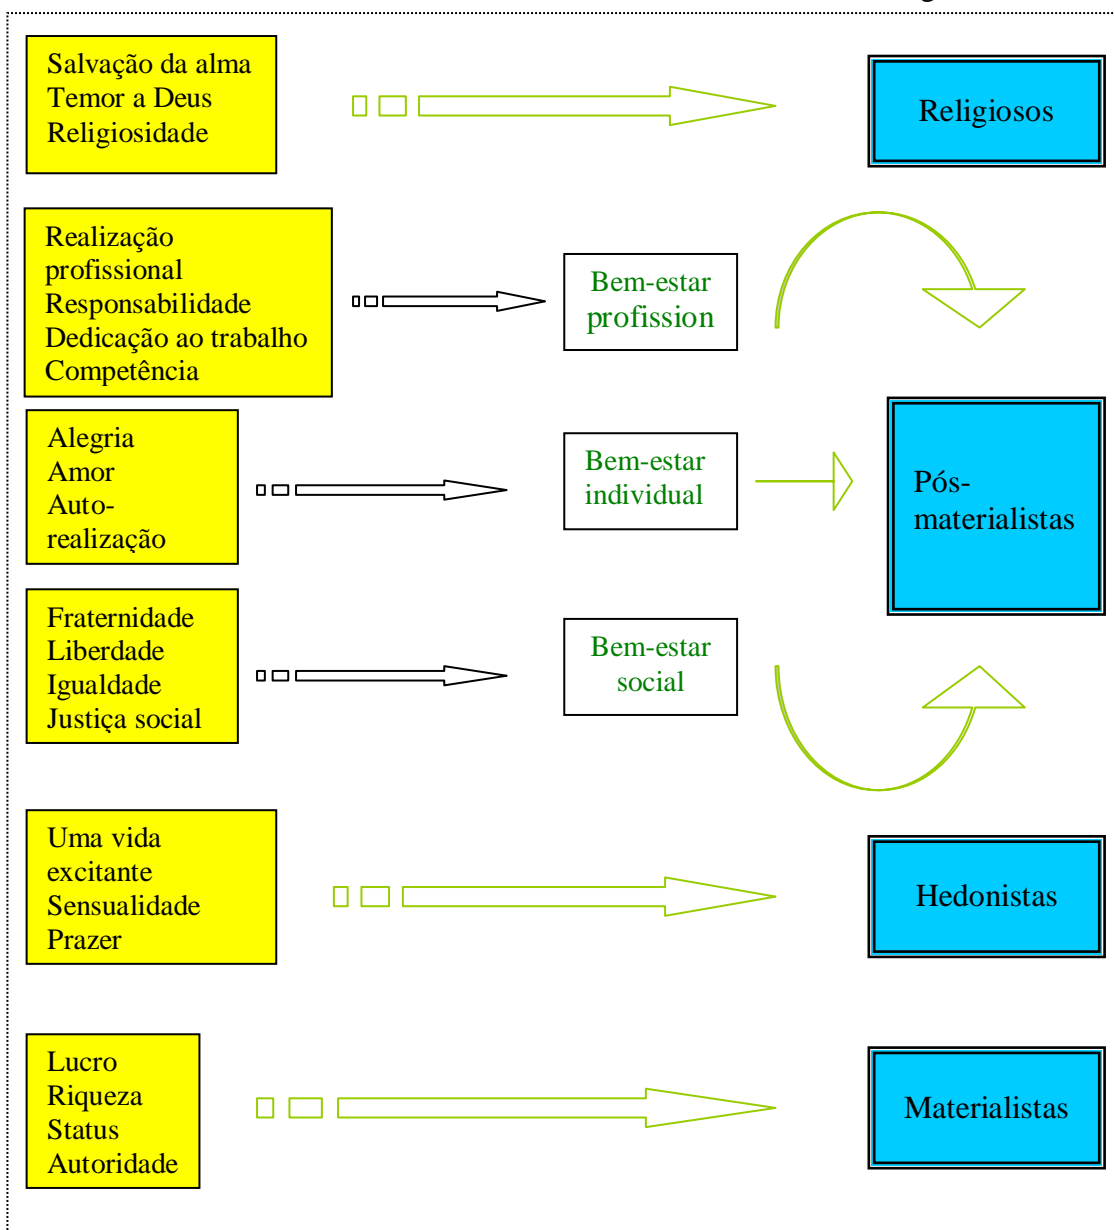 Salvação da alma
Temor a Deus
Religiosidade
Religiosos
Realização
profissional
Responsabilidade
Dedicação ao trabalho
Competência
Bem-estar
profission
Alegria
Amor
Auto-
realização
Bem-estar
individual
Pós-
materialistas
Fraternidade
Liberdade
Igualdade
Justiça social
Bem-estar
social
Uma vida
excitante
Sensualidade
Prazer
Hedonistas
Lucro
Riqueza
Status
Autoridade
Materialistas